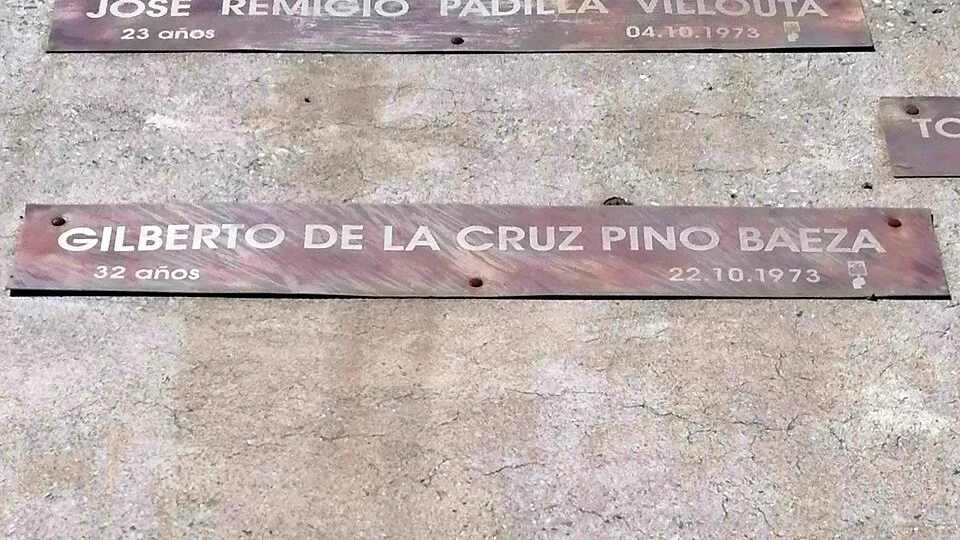 JOSE REMIGIO PADILLA VILLOUTA
23 años 04.10.1973
TO
GILBERTO DE LA CRUZ PINO BAEZA
32 años 22.10.1973